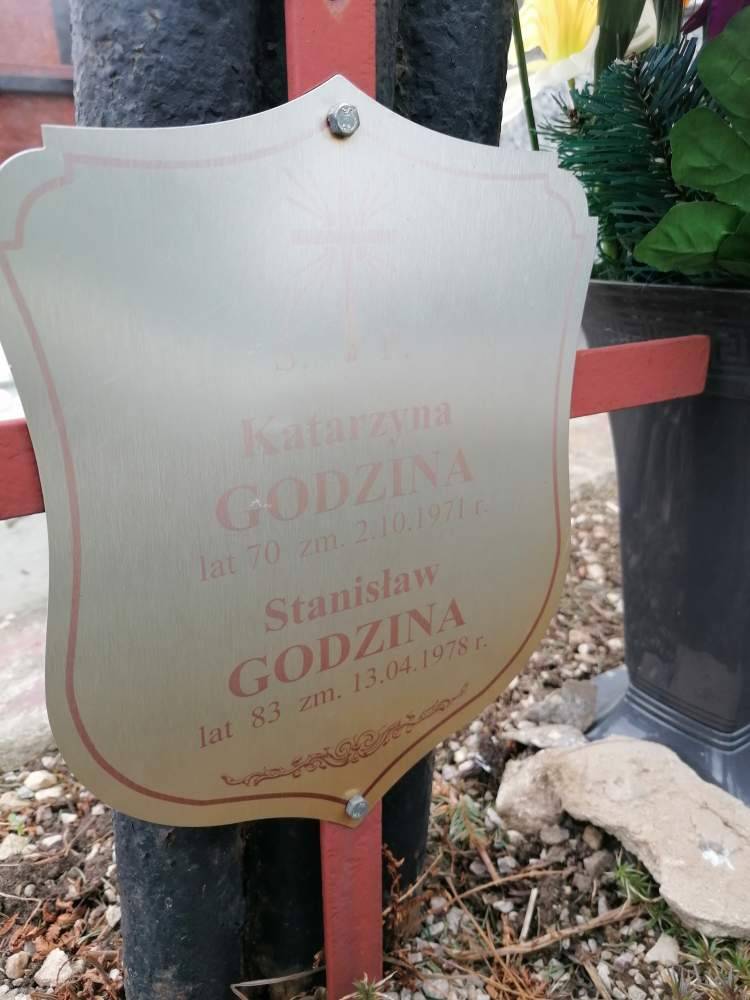 Ś. P.
Katarzyna
GODZINA
lat 70 zm. 2.10.1971 r.
Stanisław
GODZINA
lat 83 zm. 13.04.1978 r.